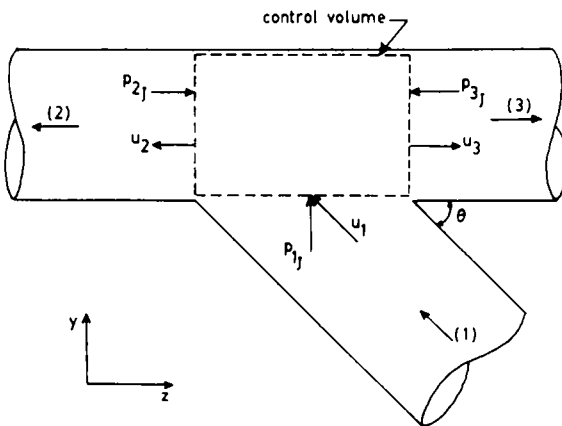 control volume
p2J
p3J
(2)
(3)
u2
u3
θ
u1
p1J
(1)
y
z